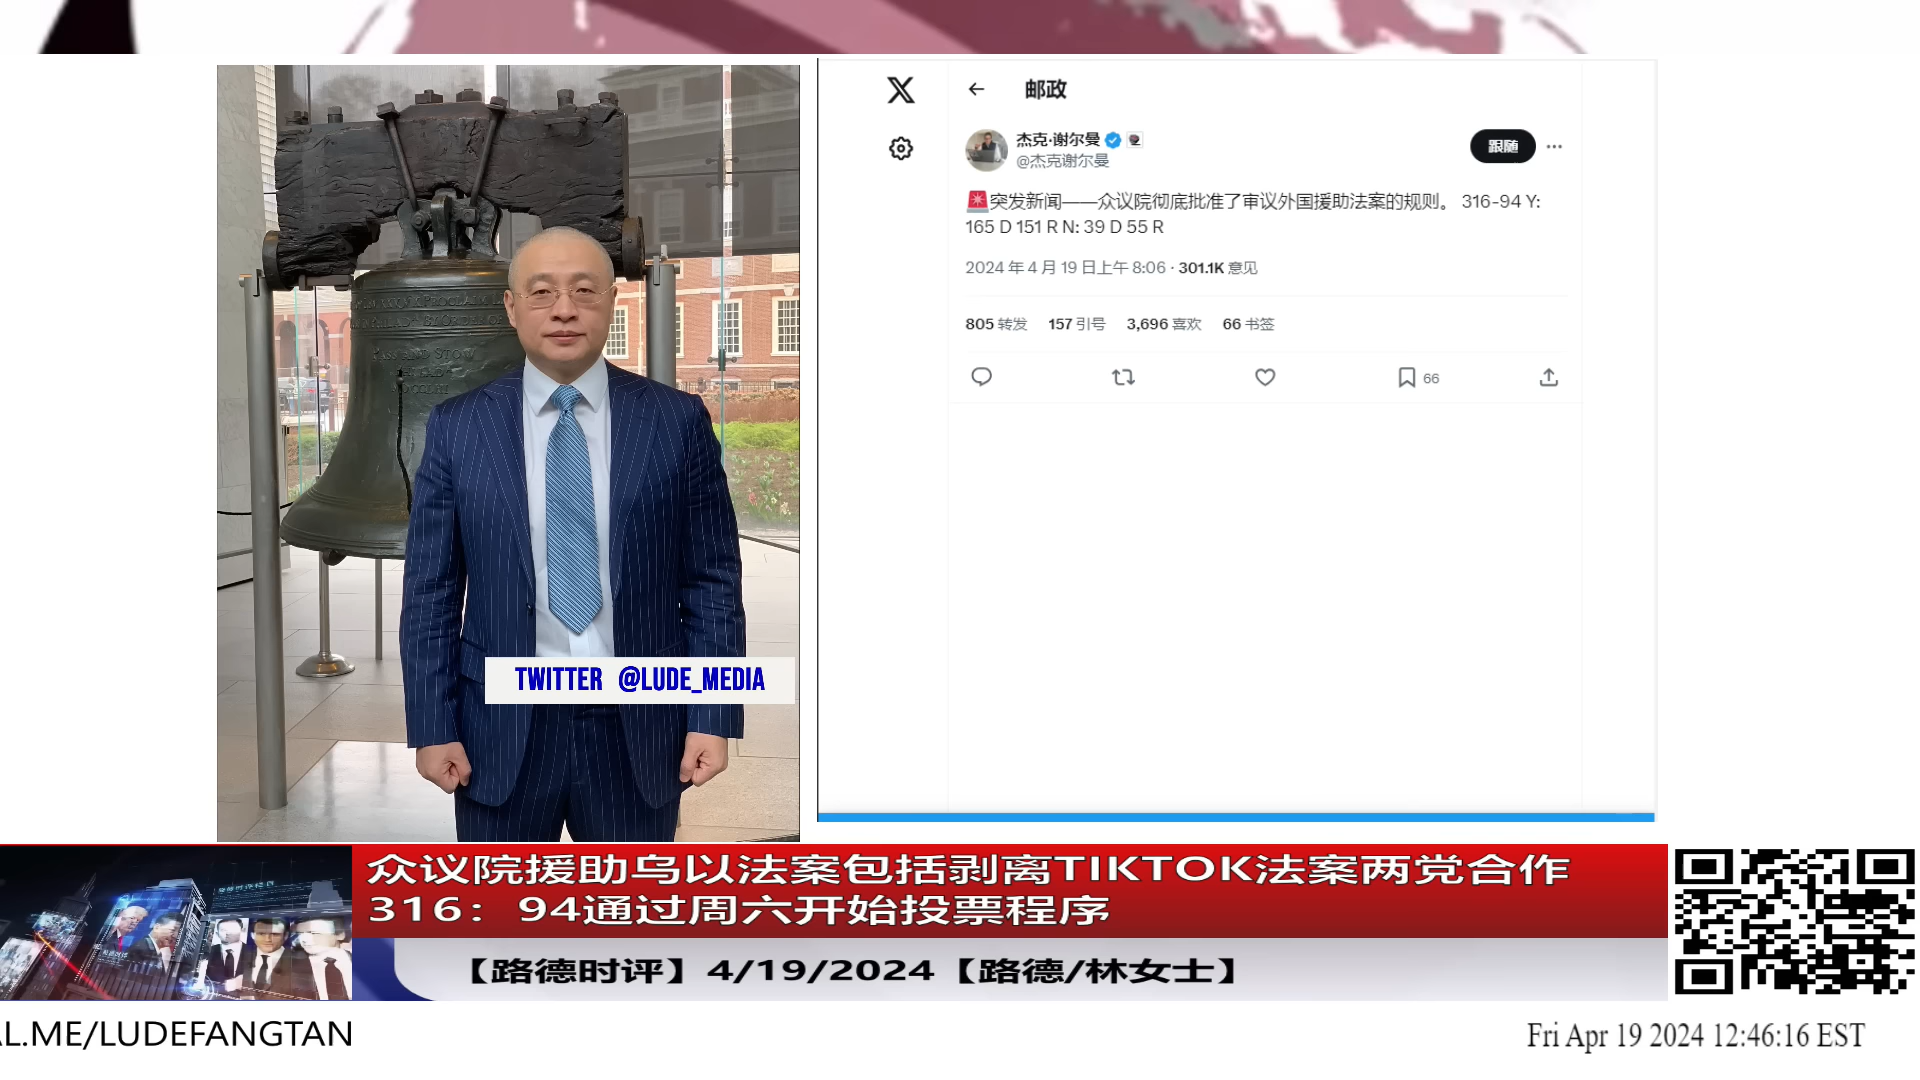 邮政
杰克·谢尔曼
@杰克谢尔曼
跟随
🚨突发新闻——众议院彻底批准了审议外国援助法案的规则。 316-94 Y:
165 D 151 R N: 39 D 55 R
2024 年 4 月 19 日上午 8:06 · 301.1K 意见
805 转发 157 引号 3,696 喜欢 66 书签
66
PASS AND STOW
TWITTER @LUDE_MEDIA
众议院援助乌以法案包括剥离TIKTOK法案两党合作
316：94通过周六开始投票程序
【路德时评】4/19/2024【路德/林女士】
AL.ME/LUDEFANGTAN
Fri Apr 19 2024 12:46:16 EST